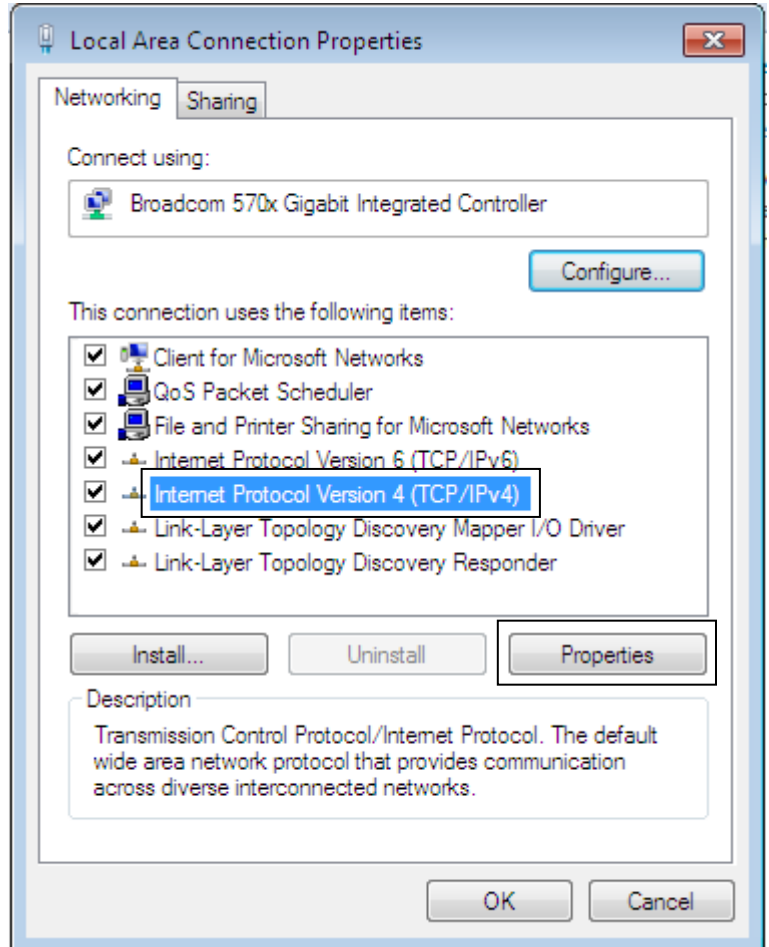 Local Area Connection Properties
Networking
Sharing
Connect using:
Broadcom 570x Gigabit Integrated Controller
Configure...
This connection uses the following items:
Client for Microsoft Networks
QoS Packet Scheduler
File and Printer Sharing for Microsoft Networks
Internet Protocol Version 6 (TCP/IPv6)
Internet Protocol Version 4 (TCP/IPv4)
Link-Layer Topology Discovery Mapper I/O Driver
Link-Layer Topology Discovery Responder
Install...
Uninstall
Properties
Description
Transmission Control Protocol/Internet Protocol. The default
wide area network protocol that provides communication
across diverse interconnected networks.
OK
Cancel